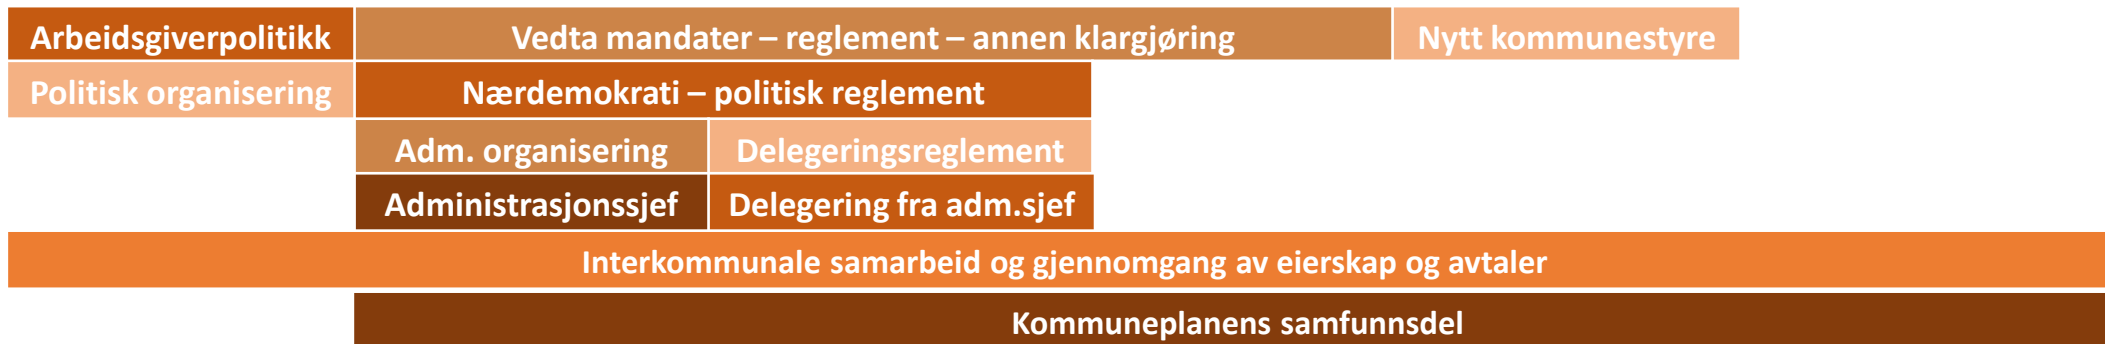 Arbeidsgiverpolitikk Vedta mandater – reglement – annen klargjøring Nytt kommunestyre
Politisk organisering Nærdemokrati – politisk reglement
Adm. organisering Delegeringsreglement
Administrasjonssjef Delegering fra adm.sjef
Interkommunale samarbeid og gjennomgang av eierskap og avtaler
Kommuneplanens samfunnsdel